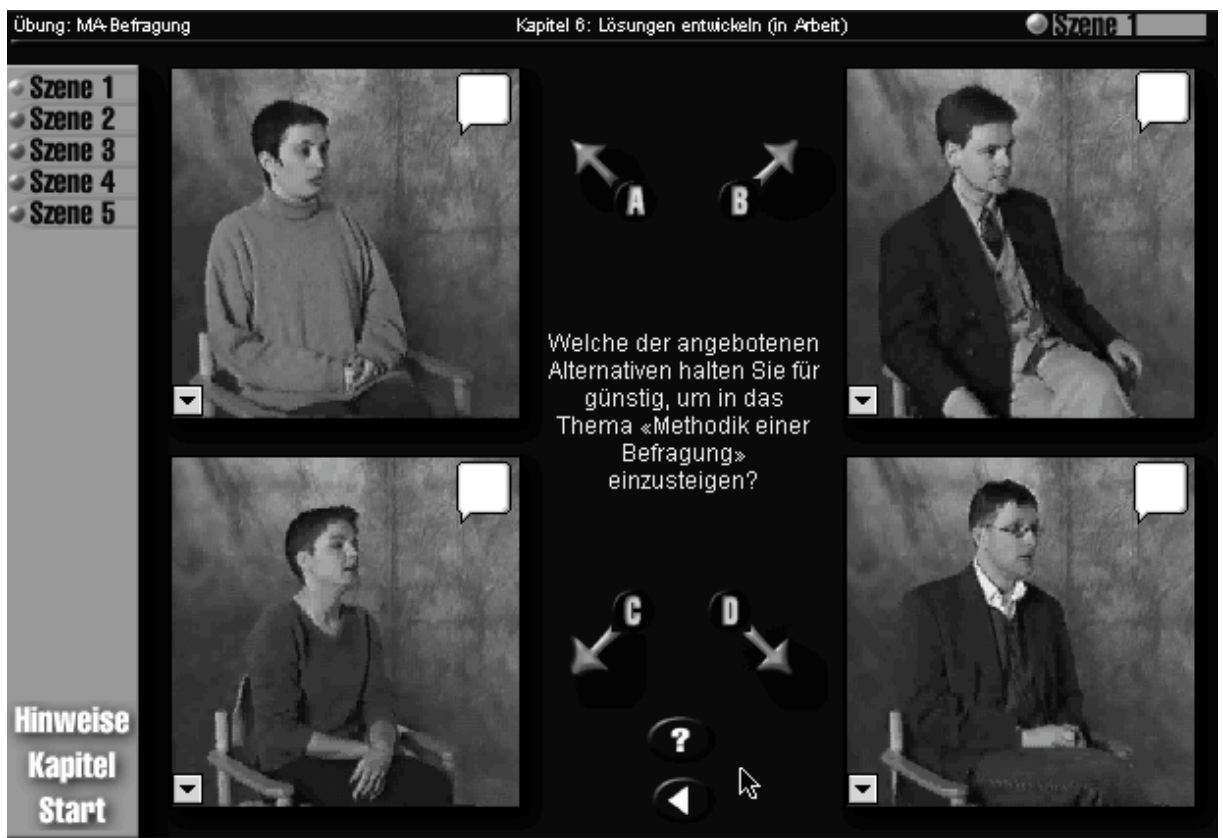 Übung: MA-Befragung
Kapitel 6: Lösungen entwickeln (in Arbeit)
Szene 1
Szene 1
Szene 2
Szene 3
Szene 4
Szene 5
A
B
Welche der angebotenen
Alternativen halten Sie für
günstig, um in das
Thema «Methodik einer
Befragung»
einzusteigen?
C
D
?
Hinweise
Kapitel
Start